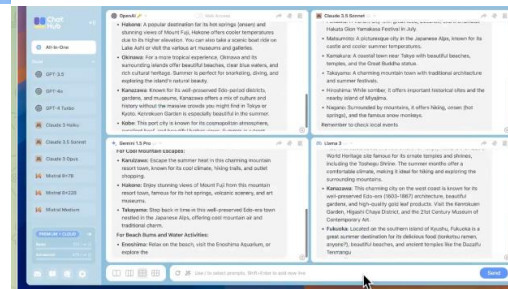 Chat
Hub
All-In-One
GPT-3.5
GPT-4o
GPT-4 Turbo
Claude 3 Haiku
Claude 3.5 Sonnet
Claude 3 Opus
Mixtral 8x7B
Mixtral 8x22B
Mistral Medium
OpenAI
• Hakone: A popular destination for its hot springs (onsen) and
stunning views of Mount Fuji, Hakone offers cooler temperatures
due to its higher elevation. You can also take a scenic boat ride on
Lake Ashi or visit the various art museums and galleries.
• Okinawa: For a more tropical experience, Okinawa and its
surrounding islands offer beautiful beaches, clear blue waters, and
rich cultural heritage. Summer is perfect for snorkeling, diving, and
exploring the island's natural beauty.
• Kanazawa: Known for its well-preserved Edo-period districts,
gardens, and museums, Kanazawa offers a mix of culture and
history without the massive crowds you might find in Tokyo or
Kyoto. Kenrokuen Garden is especially beautiful in the summer.
• Kobe: This port city is known for its cosmopolitan atmosphere,
Claude 3.5 Sonnet
Hakata Gion Yamakasa Festival in July.
• Matsumoto: A picturesque city in the Japanese Alps, known for its
castle and cooler summer temperatures.
• Kamakura: A coastal town near Tokyo with beautiful beaches,
temples, and the Great Buddha statue.
• Takayama: A charming mountain town with traditional architecture
and summer festivals.
• Hiroshima: While somber, it offers important historical sites and the
nearby island of Miyajima.
• Nagano: Surrounded by mountains, it offers hiking, onsen (hot
springs), and the famous snow monkeys.
Remember to check local events
Gemini 1.5 Pro
For Cool Mountain Escapes:
• Karuizawa: Escape the summer heat in this charming mountain
resort town, known for its cool climate, hiking trails, and outlet
shopping.
• Hakone: Enjoy stunning views of Mount Fuji from this mountain
resort town, famous for its hot springs, volcanic scenery, and art
museums.
• Takayama: Step back in time in this well-preserved Edo-era town
nestled in the Japanese Alps, offering cool mountain air and
traditional charm.
For Beach Bums and Water Activities:
• Enoshima: Relax on the beach, visit the Enoshima Aquarium, or
explore the
Llama 3
World Heritage site famous for its ornate temples and shrines,
including the Toshogu Shrine. The summer months offer a
comfortable climate, making it ideal for hiking and exploring the
surrounding mountains.
• Kanazawa: This charming city on the west coast is known for its
well-preserved Edo-era (1603-1867) architecture, beautiful
gardens, and high-quality gold leaf products. Visit the Kenrokuen
Garden, Higashi Chaya District, and the 21st Century Museum of
Contemporary Art.
• Fukuoka: Located on the southern island of Kyushu, Fukuoka is a
great summer destination for its delicious food (tonkotsu ramen,
anyone?), beautiful beaches, and ancient temples like the Dazaifu
Tenmangu
Use / to select prompts, Shift+Enter to add new line
Send